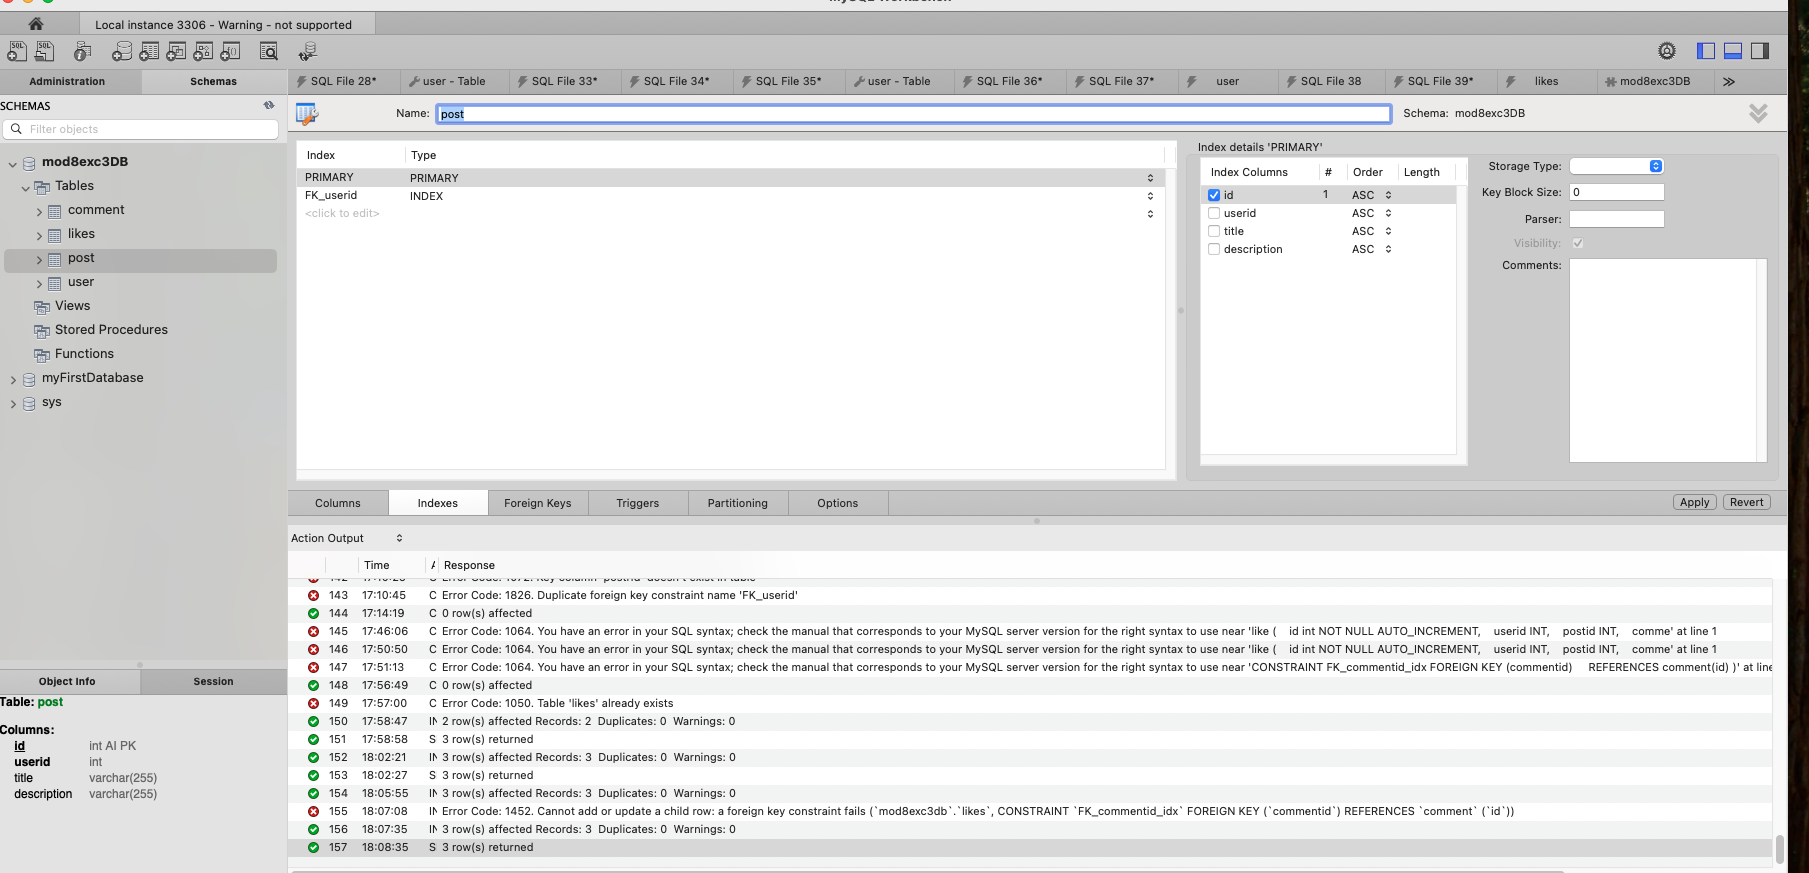 MySQL Workbench
Local instance 3306 - Warning - not supported
Administration
Schemas
SQL File 28*
user - Table
SQL File 33*
SQL File 34*
SQL File 35*
user - Table
SQL File 36*
SQL File 37*
user
SQL File 38
SQL File 39*
likes
mod8exc3DB
SCHEMAS
Filter objects
mod8exc3DB
Tables
comment
likes
post
user
Views
Stored Procedures
Functions
myFirstDatabase
sys
Object Info
Session
Table: post
Columns:
id int AI PK
userid int
title varchar(255)
description varchar(255)
Name: post
Schema: mod8exc3DB
Index Type
PRIMARY PRIMARY
FK_userid INDEX
<click to edit>
Index details 'PRIMARY'
Index Columns # Order Length
id 1 ASC
userid ASC
title ASC
description ASC
Storage Type:
Key Block Size: 0
Parser:
Visibility:
Comments:
Columns Indexes Foreign Keys Triggers Partitioning Options
Apply Revert
Action Output
Time A Response
142 17:10:28 C Error Code: 1072. Key column 'postid' doesn't exist in table
143 17:10:45 C Error Code: 1826. Duplicate foreign key constraint name 'FK_userid'
144 17:14:19 C 0 row(s) affected
145 17:46:06 C Error Code: 1064. You have an error in your SQL syntax; check the manual that corresponds to your MySQL server version for the right syntax to use near 'like ( id int NOT NULL AUTO_INCREMENT, userid INT, postid INT, comme' at line 1
146 17:50:50 C Error Code: 1064. You have an error in your SQL syntax; check the manual that corresponds to your MySQL server version for the right syntax to use near 'like ( id int NOT NULL AUTO_INCREMENT, userid INT, postid INT, comme' at line 1
147 17:51:13 C Error Code: 1064. You have an error in your SQL syntax; check the manual that corresponds to your MySQL server version for the right syntax to use near 'CONSTRAINT FK_commentid_idx FOREIGN KEY (commentid) REFERENCES comment(id) )' at line
148 17:56:49 C 0 row(s) affected
149 17:57:00 C Error Code: 1050. Table 'likes' already exists
150 17:58:47 IN 2 row(s) affected Records: 2 Duplicates: 0 Warnings: 0
151 17:58:58 S 3 row(s) returned
152 18:02:21 IN 3 row(s) affected Records: 3 Duplicates: 0 Warnings: 0
153 18:02:27 S 3 row(s) returned
154 18:05:55 IN 3 row(s) affected Records: 3 Duplicates: 0 Warnings: 0
155 18:07:08 IN Error Code: 1452. Cannot add or update a child row: a foreign key constraint fails (`mod8exc3db`.`likes`, CONSTRAINT `FK_commentid_idx` FOREIGN KEY (`commentid`) REFERENCES `comment` (`id`))
156 18:07:35 IN 3 row(s) affected Records: 3 Duplicates: 0 Warnings: 0
157 18:08:35 S 3 row(s) returned